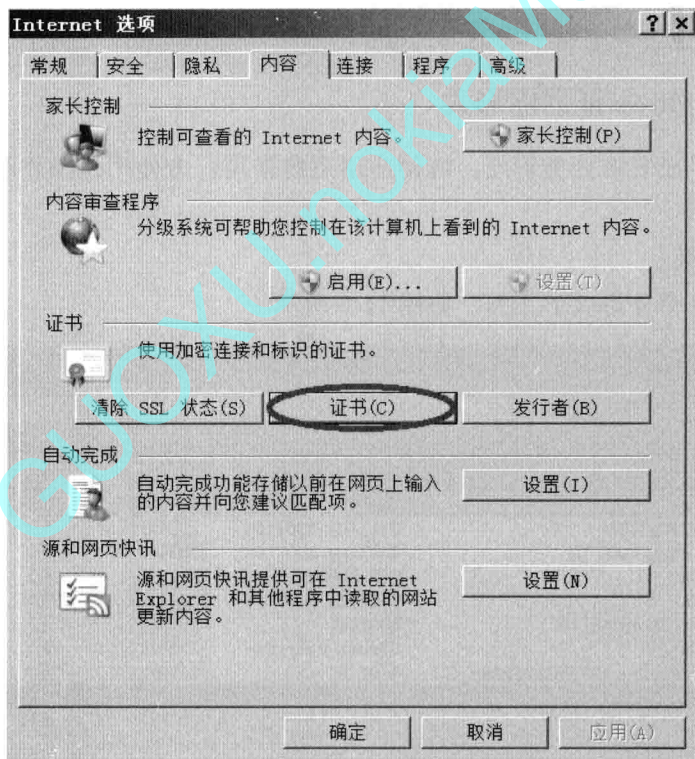 Internet 选项
常规 安全 隐私 内容 连接 程序 高级
家长控制
控制可查看的 Internet 内容。
家长控制(P)
内容审查程序
分级系统可帮助您控制在该计算机上看到的 Internet 内容。
启用(E)...
设置(T)
证书
使用加密连接和标识的证书。
清除 SSL 状态(S)
证书(C)
发行者(B)
自动完成
自动完成功能存储以前在网页上输入
的内容并向您建议匹配项。
设置(I)
源和网页快讯
源和网页快讯提供可在 Internet
Explorer 和其他程序中读取的网站
更新内容。
设置(N)
确定
取消
应用(A)